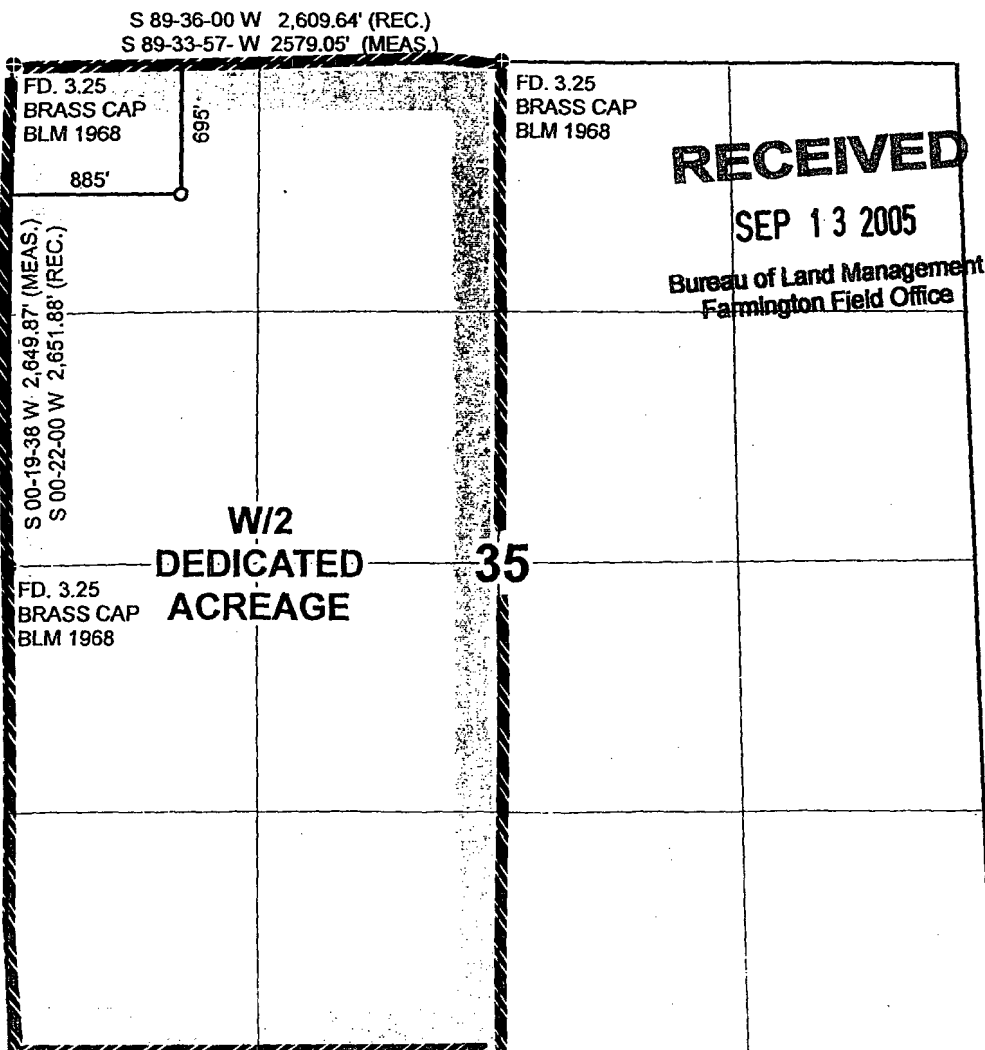 S 89-36-00 W 2,609.64' (REC.)
S 89-33-57- W 2579.05' (MEAS.)
FD. 3.25
BRASS CAP
BLM 1968
695'
885'
FD. 3.25
BRASS CAP
BLM 1968
RECEIVED
SEP 13 2005
Bureau of Land Management
Farmington Field Office
S 00-19-38 W 2,649.87' (MEAS.)
S 00-22-00 W 2,651.88' (REC.)
W/2
DEDICATED
ACREAGE
35
FD. 3.25
BRASS CAP
BLM 1968